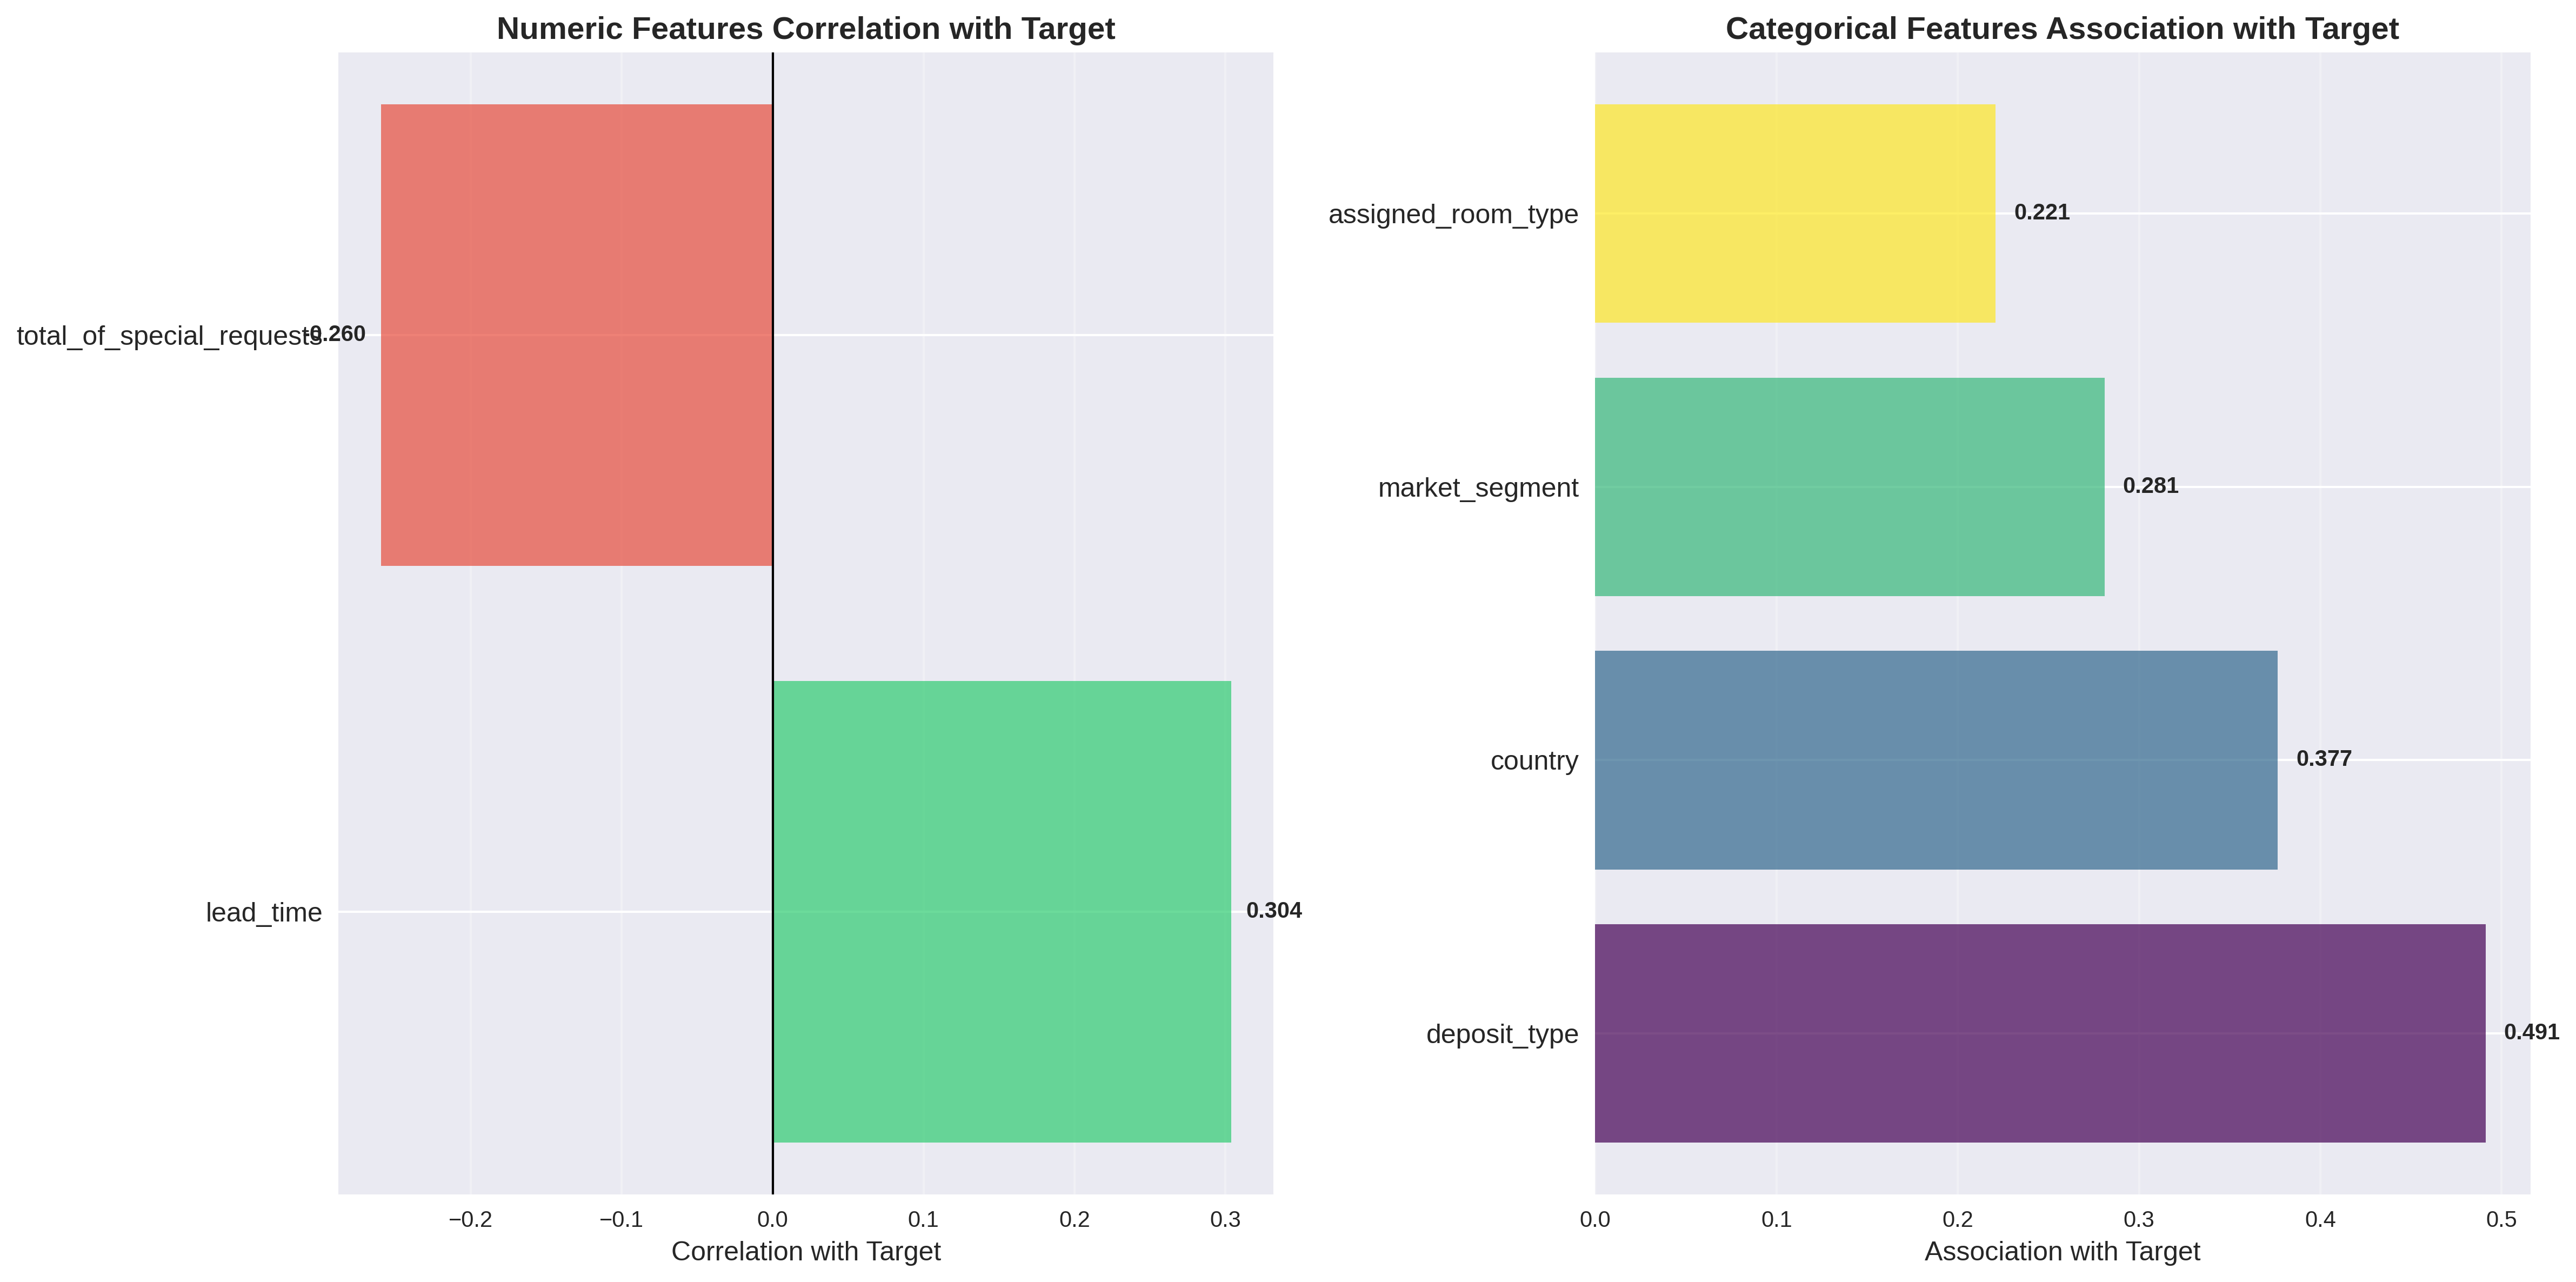 Numeric Features Correlation with Target
total_of_special_requests
-0.260
lead_time
0.304
−0.2
−0.1
0.0
0.1
0.2
0.3
Correlation with Target
Categorical Features Association with Target
assigned_room_type
0.221
market_segment
0.281
country
0.377
deposit_type
0.491
0.0
0.1
0.2
0.3
0.4
0.5
Association with Target